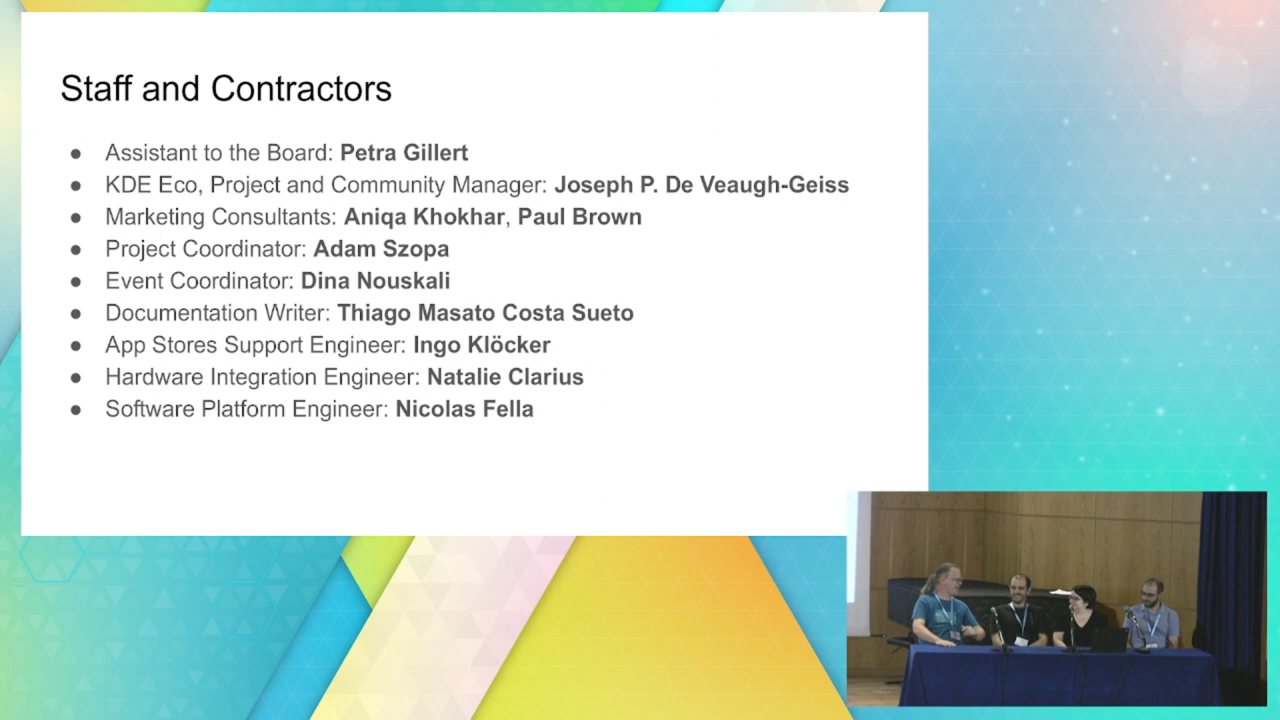 Staff and Contractors
● Assistant to the Board: Petra Gillert
● KDE Eco, Project and Community Manager: Joseph P. De Veaugh-Geiss
● Marketing Consultants: Aniqa Khokhar, Paul Brown
● Project Coordinator: Adam Szopa
● Event Coordinator: Dina Nouskali
● Documentation Writer: Thiago Masato Costa Sueto
● App Stores Support Engineer: Ingo Klöcker
● Hardware Integration Engineer: Natalie Clarius
● Software Platform Engineer: Nicolas Fella